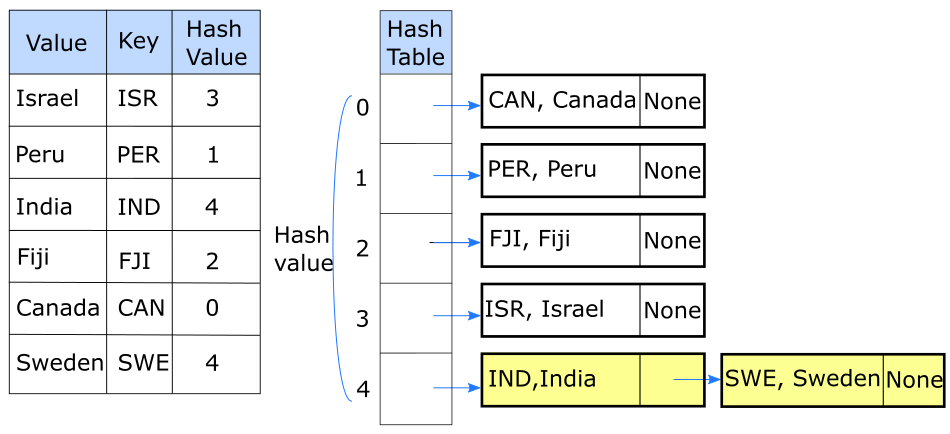 Value Key Hash Value
Israel ISR 3
Peru PER 1
India IND 4
Fiji FJI 2
Canada CAN 0
Sweden SWE 4
Hash
Table
Hash
value
0 CAN, Canada None
1 PER, Peru None
2 FJI, Fiji None
3 ISR, Israel None
4 IND,India SWE, Sweden None